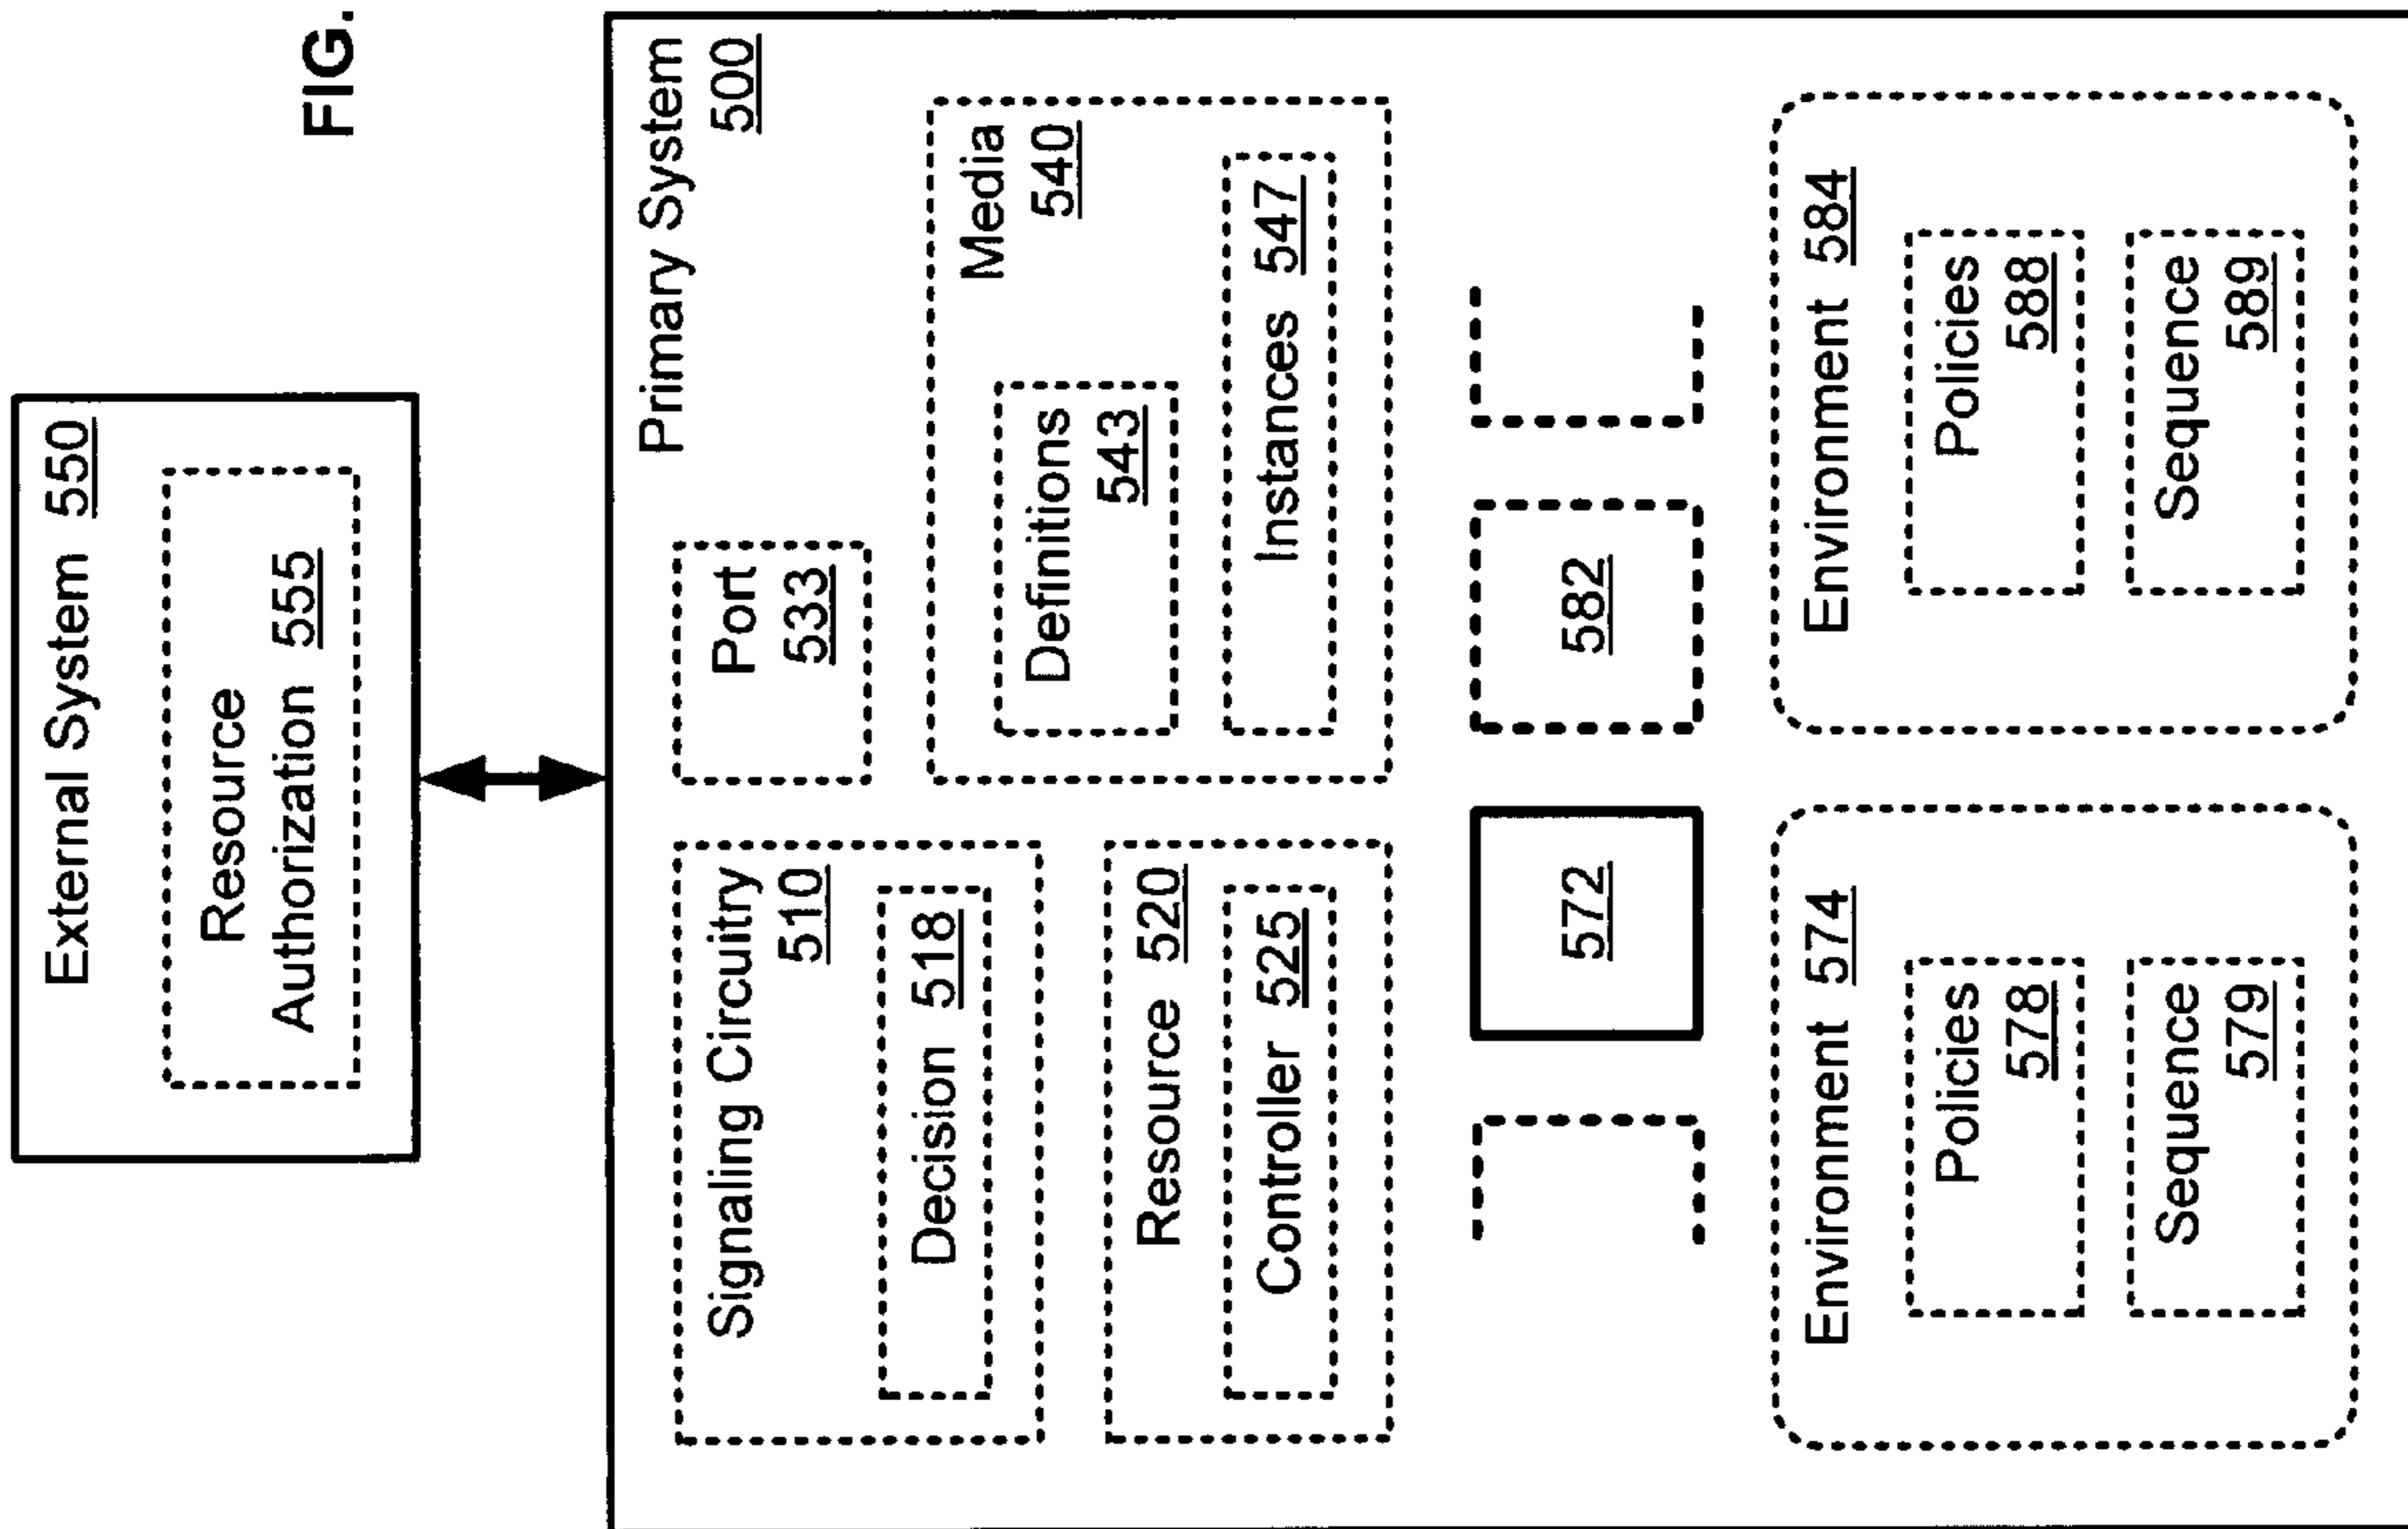 FIG.
External System 550
Resource
Authorization 555
Primary System
500
Signaling Circuitry
510
Decision 518
Port
533
Resource 520
Controller 525
Media
540
Definitions
543
Instances 547
572
582
Environment 574
Policies
578
Sequence
579
Environment 584
Policies
588
Sequence
589